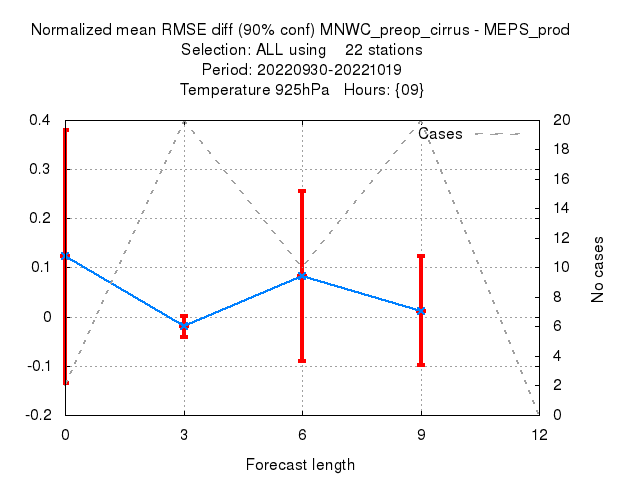 Normalized mean RMSE diff (90% conf) MNWC_preop_cirrus - MEPS_prod
Selection: ALL using 22 stations
Period: 20220930-20221019
Temperature 925hPa Hours: {09}
Cases
0.4
0.3
0.2
0.1
0
-0.1
-0.2
20
18
16
14
12
10
8
6
4
2
0
No cases
0 3 6 9 12
Forecast length